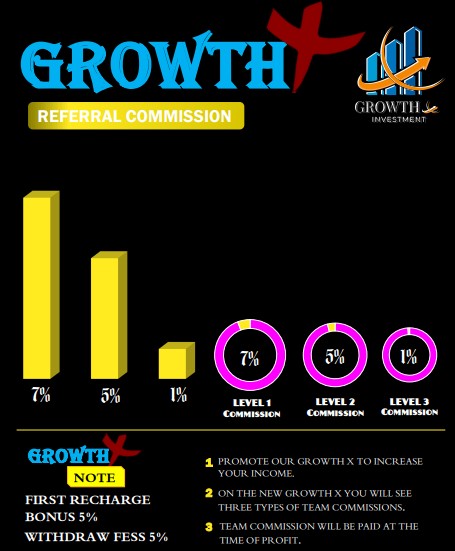 GROWTH X
REFERRAL COMMISSION
GROWTH X
INVESTMENT
7%
5%
1%
7%
5%
1%
LEVEL 1
COMMISSION
LEVEL 2
COMMISSION
LEVEL 3
COMMISSION
GROWTH X
NOTE
FIRST RECHARGE
BONUS 5%
WITHDRAW FESS 5%
1 PROMOTE OUR GROWTH X TO INCREASE
YOUR INCOME.
2 ON THE NEW GROWTH X YOU WILL SEE
THREE TYPES OF TEAM COMMISSIONS.
3 TEAM COMMISSION WILL BE PAID AT THE
TIME OF PROFIT.